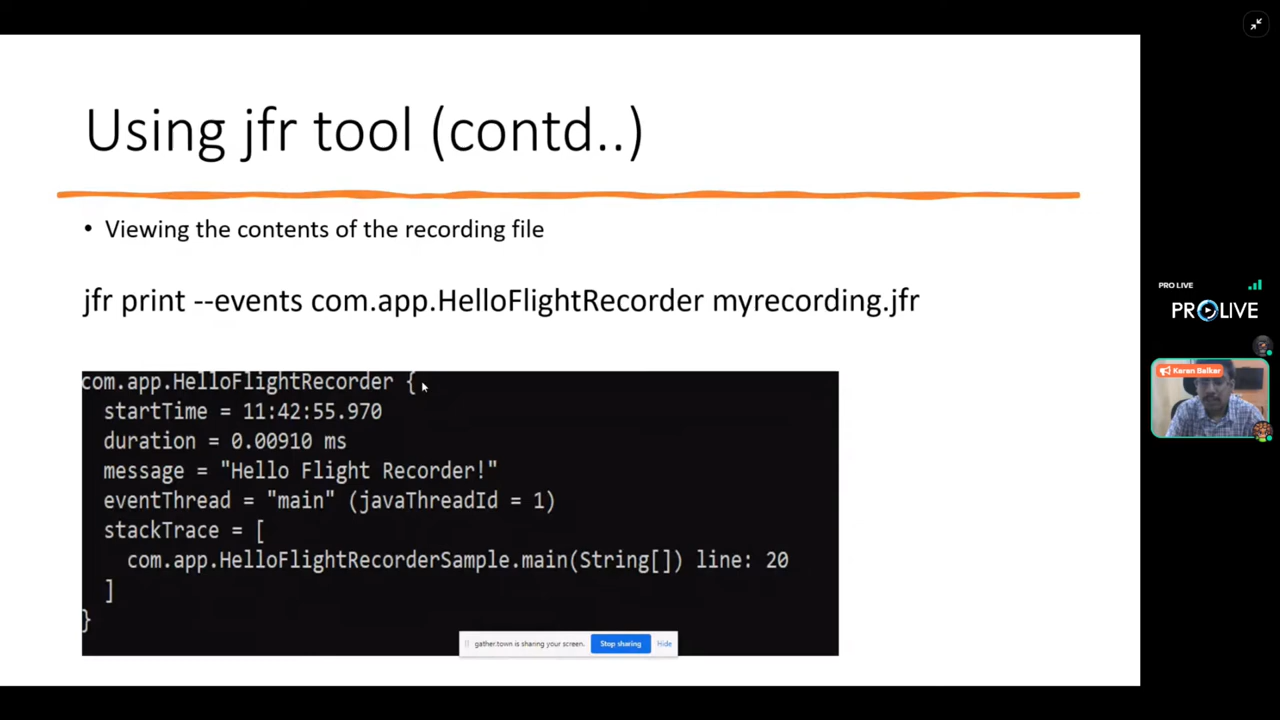 Using jfr tool (contd..)
• Viewing the contents of the recording file
jfr print --events com.app.HelloFlightRecorder myrecording.jfr
com.app.HelloFlightRecorder {
startTime = 11:42:55.970
duration = 0.00910 ms
message = "Hello Flight Recorder!"
eventThread = "main" (javaThreadId = 1)
stackTrace = [
com.app.HelloFlightRecorderSample.main(String[]) line: 20
]
}
gather.town is sharing your screen.
Stop sharing
Hide
PRO LIVE
PROLIVE
Karan Balkar